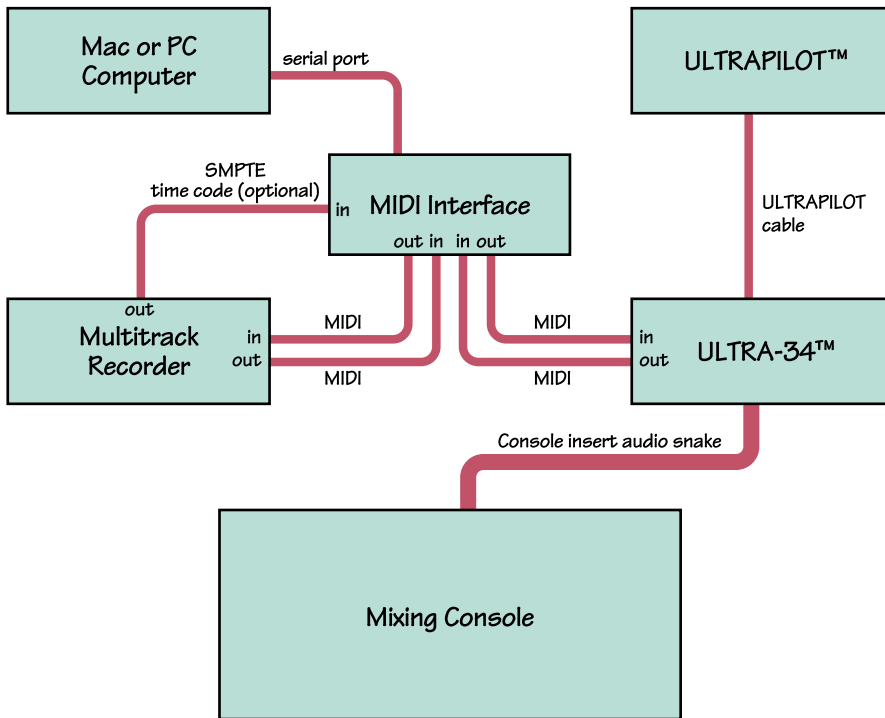 Mac or PC
Computer
serial port
ULTRAPILOT™
SMPTE
time code (optional)
in
MIDI Interface
out in in out
ULTRAPILOT
cable
out
Multitrack
Recorder
in
out
MIDI
MIDI
MIDI
MIDI
in
out
ULTRA-34™
Console insert audio snake
Mixing Console